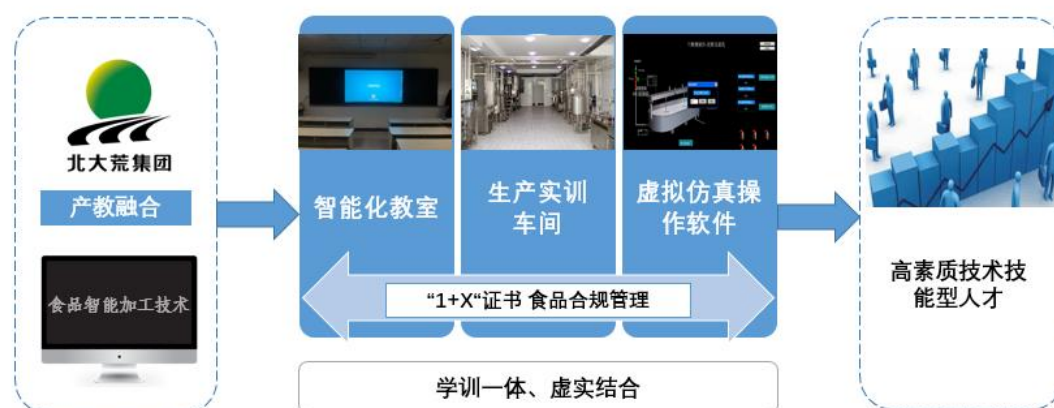 北大荒集团
产教融合
食品智能加工技术
智能化教室
生产实训
车间
虚拟仿真操
作软件
“1+X“证书 食品合规管理
学训一体、虚实结合
高素质技术技
能型人才